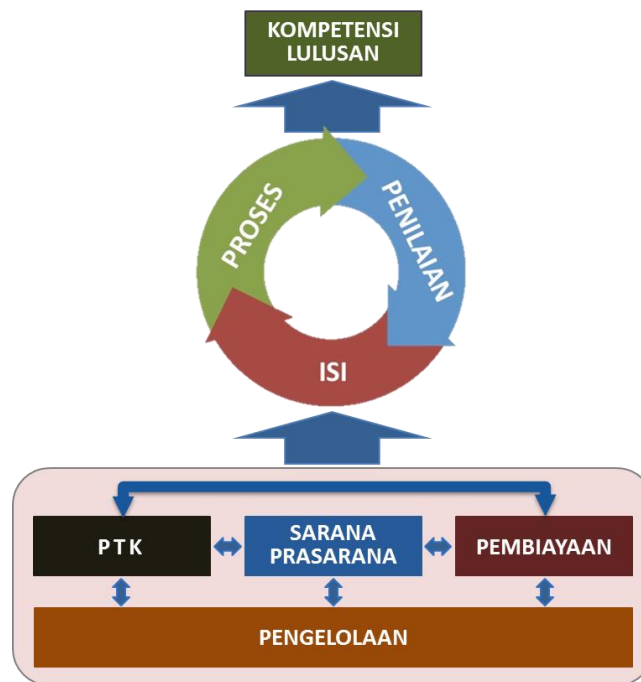 KOMPETENSI
LULUSAN
PROSES
PENILAIAN
ISI
PTK
SARANA
PRASARANA
PEMBIAYAAN
PENGELOLAAN